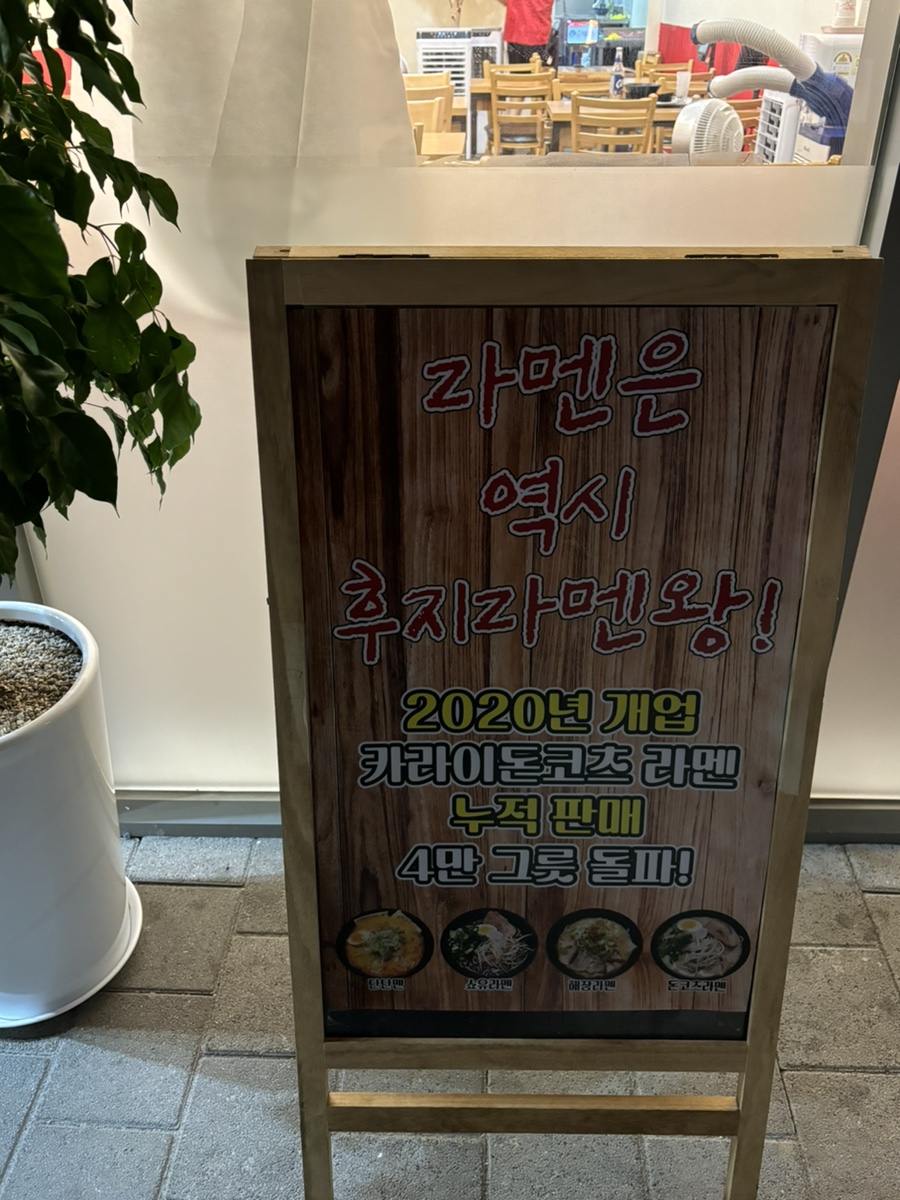 라멘은
역시
후지라멘왕!
2020년 개업
카라이돈코츠 라멘
누적 판매
4만 그릇 돌파!
탄탄멘 소유라멘 해장라멘 돈코츠라멘